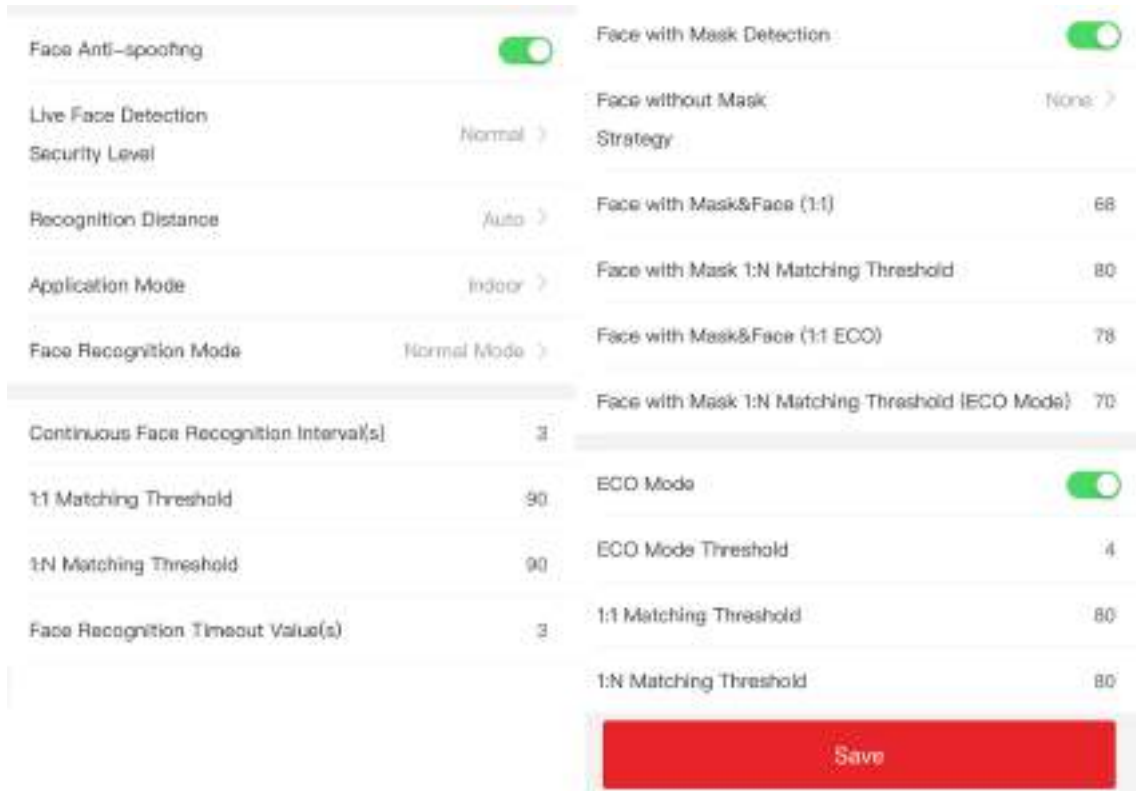 Face Anti-spoofing
Live Face Detection
Security Level
Normal >
Recognition Distance
Auto >
Application Mode
Indoor >
Face Recognition Mode
Normal Mode >
Continuous Face Recognition Interval(s)
3
1:1 Matching Threshold
90
1:N Matching Threshold
90
Face Recognition Timeout Value(s)
3
Face with Mask Detection
Face without Mask
Strategy
None >
Face with Mask&Face (1:1)
68
Face with Mask 1:N Matching Threshold
80
Face with Mask&Face (1:1 ECO)
78
Face with Mask 1:N Matching Threshold (ECO Mode)
70
ECO Mode
ECO Mode Threshold
4
1:1 Matching Threshold
80
1:N Matching Threshold
80
Save